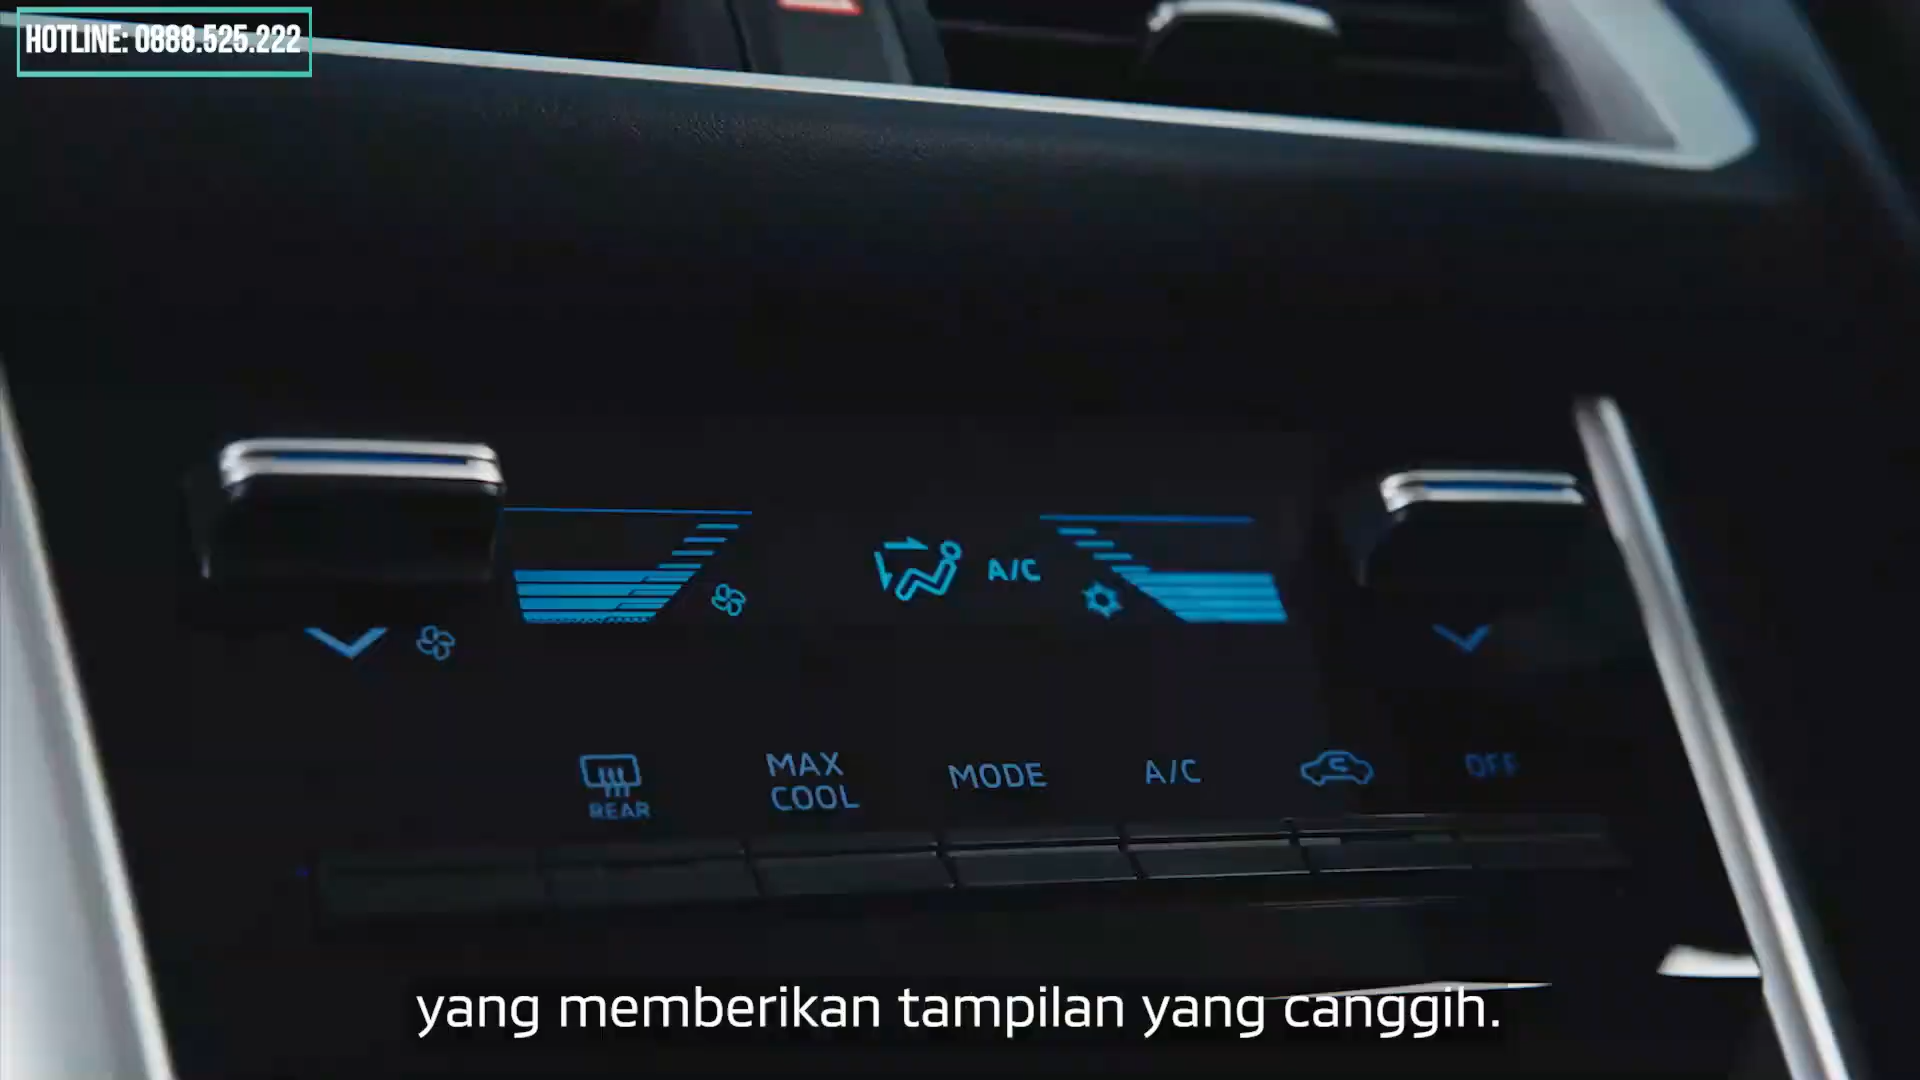 HOTLINE: 0888.525.222
A/C
REAR
MAX
COOL
MODE
A/C
OFF
yang memberikan tampilan yang canggih.